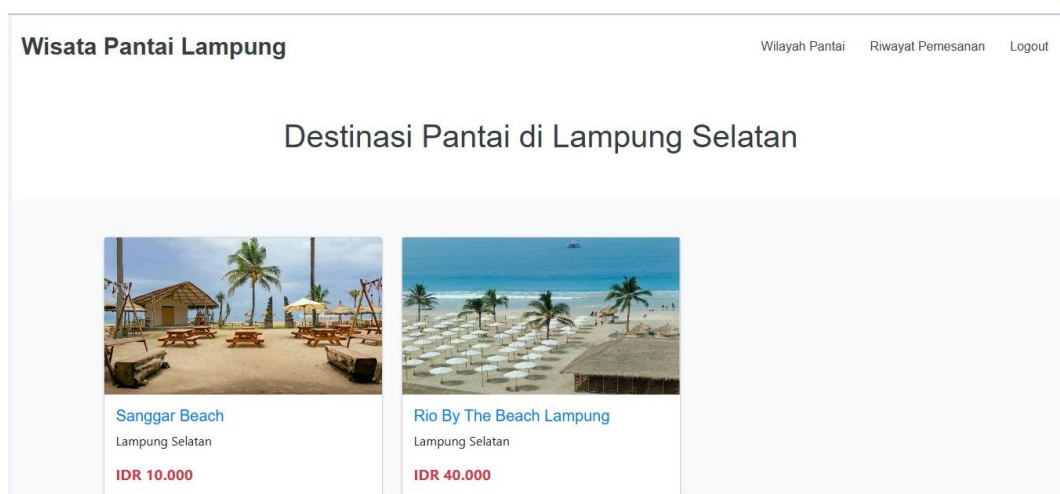 Wisata Pantai Lampung
Wilayah Pantai Riwayat Pemesanan Logout
Destinasi Pantai di Lampung Selatan
Sanggar Beach
Lampung Selatan
IDR 10.000
Rio By The Beach Lampung
Lampung Selatan
IDR 40.000